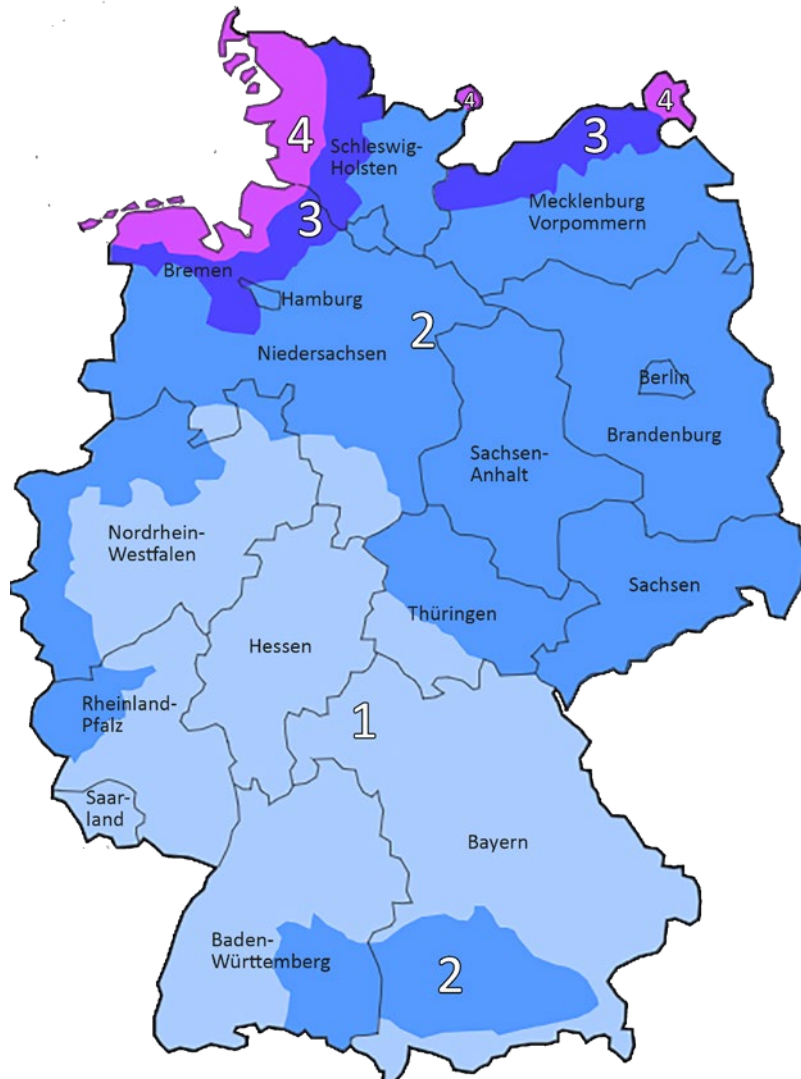 4
4
4
3
Schleswig-
Holsten
Mecklenburg
Vorpommern
3
Bremen
Hamburg
2
Niedersachsen
Berlin
Brandenburg
Sachsen-
Anhalt
Nordrhein-
Westfalen
Sachsen
Thüringen
Hessen
Rheinland-
Pfalz
1
Saar-
land
Bayern
Baden-
Württemberg
2